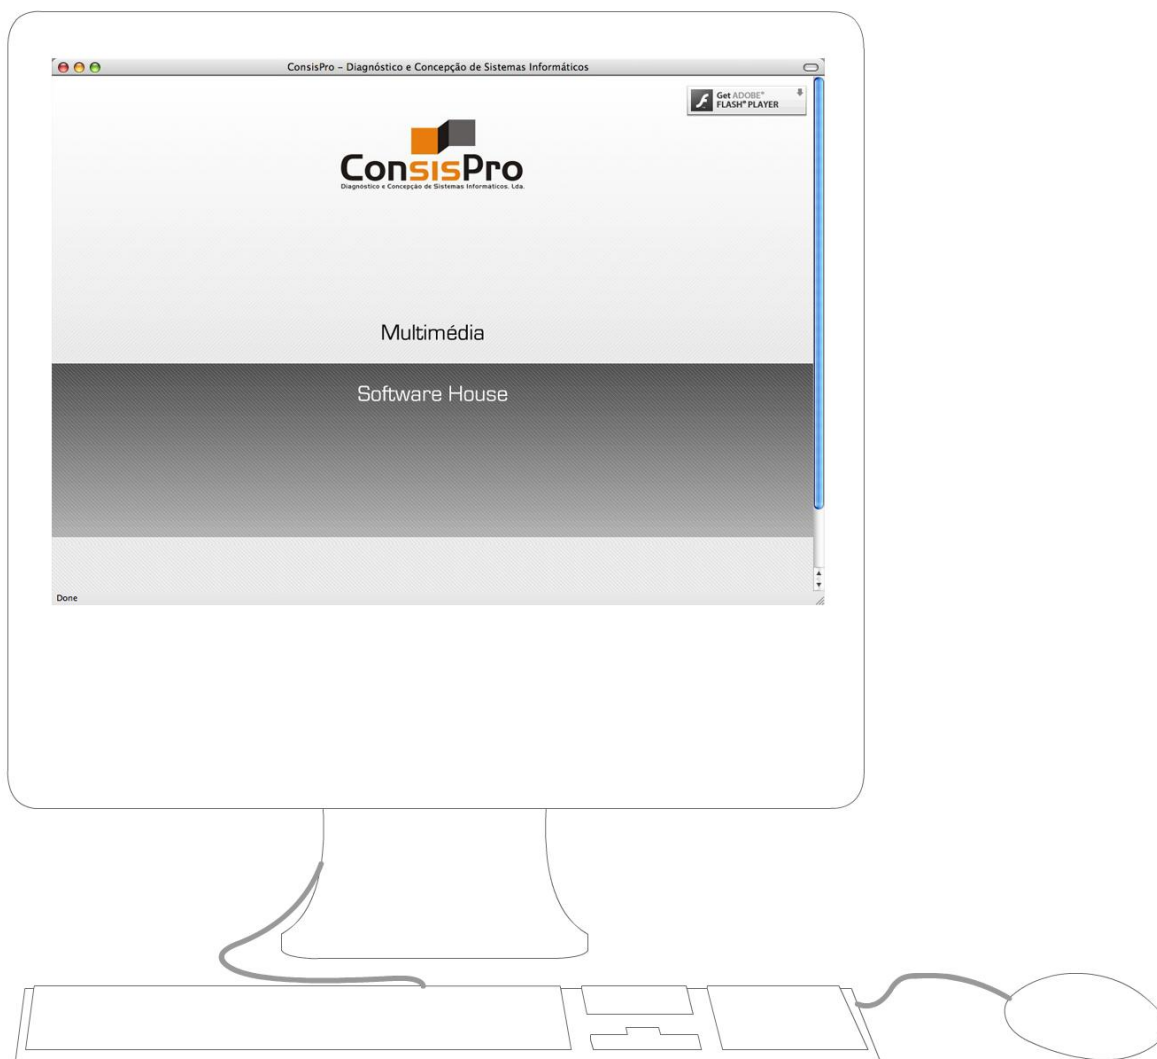 ConsisPro – Diagnóstico e Concepção de Sistemas Informáticos
Get ADOBE®
FLASH® PLAYER
ConsisPro
Diagnóstico e Concepção de Sistemas Informáticos. Lda.
Multimédia
Software House
Done